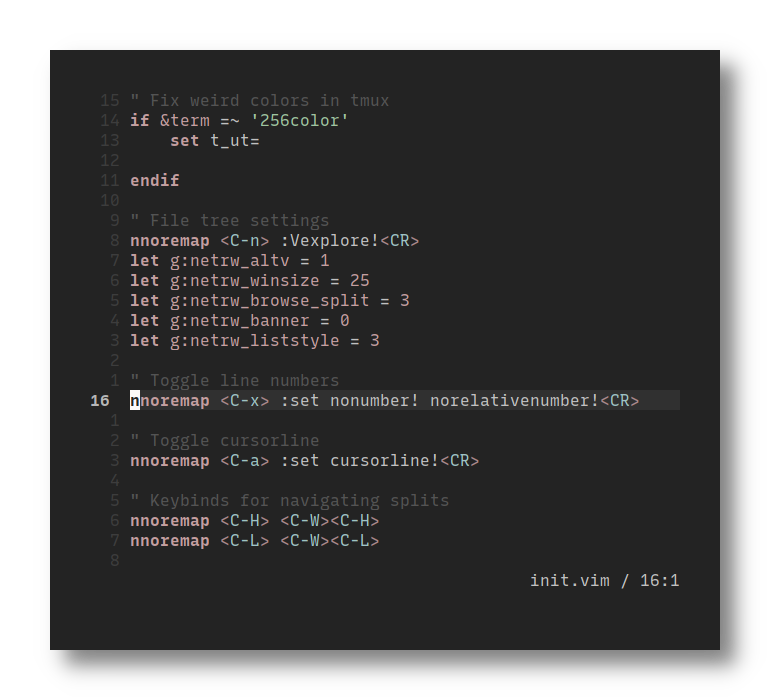 15 " Fix weird colors in tmux
14 if &term =~ '256color'
13     set t_ut=
12
11 endif
10
9 " File tree settings
8 nnoremap <C-n> :Vexplore!<CR>
7 let g:netrw_altv = 1
6 let g:netrw_winsize = 25
5 let g:netrw_browse_split = 3
4 let g:netrw_banner = 0
3 let g:netrw_liststyle = 3
2
1 " Toggle line numbers
16 nnoremap <C-x> :set nonumber! norelativenumber!<CR>
1
2 " Toggle cursorline
3 nnoremap <C-a> :set cursorline!<CR>
4
5 " Keybinds for navigating splits
6 nnoremap <C-H> <C-W><C-H>
7 nnoremap <C-L> <C-W><C-L>
8
init.vim / 16:1